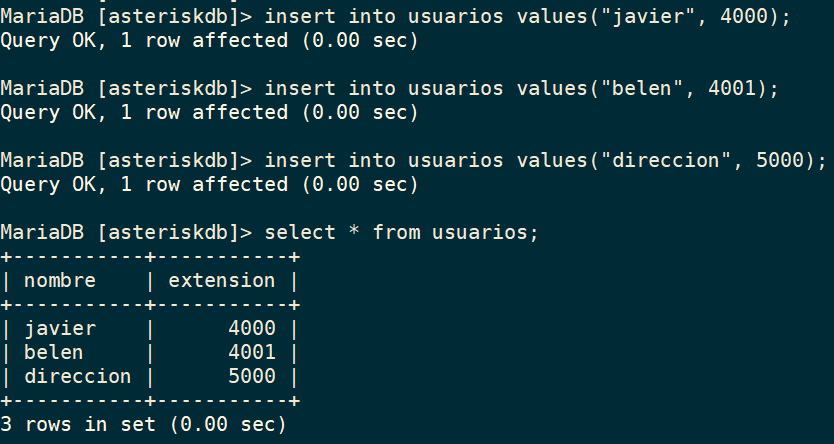 MariaDB [asteriskdb]> insert into usuarios values("javier", 4000);
Query OK, 1 row affected (0.00 sec)

MariaDB [asteriskdb]> insert into usuarios values("belen", 4001);
Query OK, 1 row affected (0.00 sec)

MariaDB [asteriskdb]> insert into usuarios values("direccion", 5000);
Query OK, 1 row affected (0.00 sec)

MariaDB [asteriskdb]> select * from usuarios;
+-----------+-----------+
| nombre    | extension |
+-----------+-----------+
| javier    |      4000 |
| belen     |      4001 |
| direccion |      5000 |
+-----------+-----------+
3 rows in set (0.00 sec)